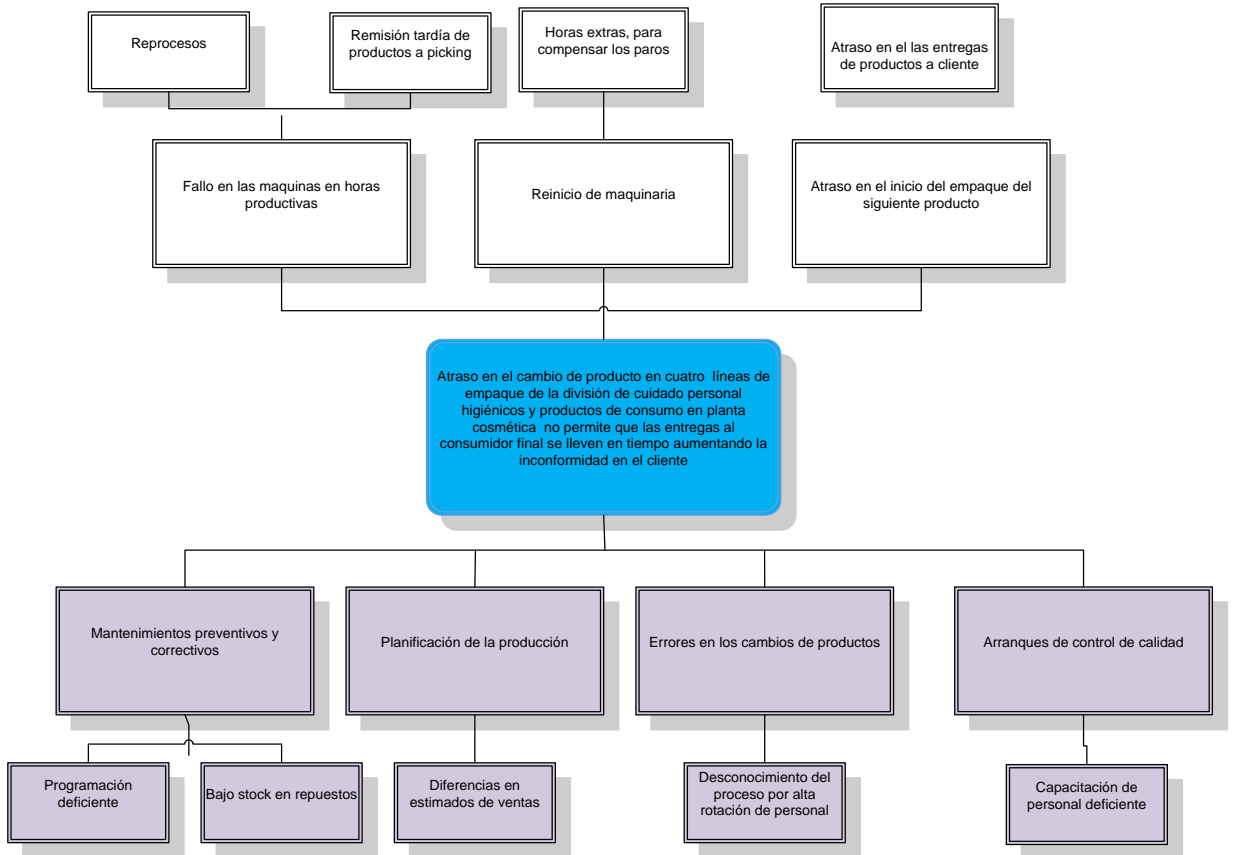 Reprocesos
Remisión tardía de
productos a picking
Horas extras, para
compensar los paros
Atraso en el las entregas
de productos a cliente
Fallo en las maquinas en horas
productivas
Reinicio de maquinaria
Atraso en el inicio del empaque del
siguiente producto
Atraso en el cambio de producto en cuatro líneas de
empaque de la división de cuidado personal
higiénicos y productos de consumo en planta
cosmética no permite que las entregas al
consumidor final se lleven en tiempo aumentando la
inconformidad en el cliente
Mantenimientos preventivos y
correctivos
Planificación de la producción
Errores en los cambios de productos
Arranques de control de calidad
Programación
deficiente
Bajo stock en repuestos
Diferencias en
estimados de ventas
Desconocimiento del
proceso por alta
rotación de personal
Capacitación de
personal deficiente